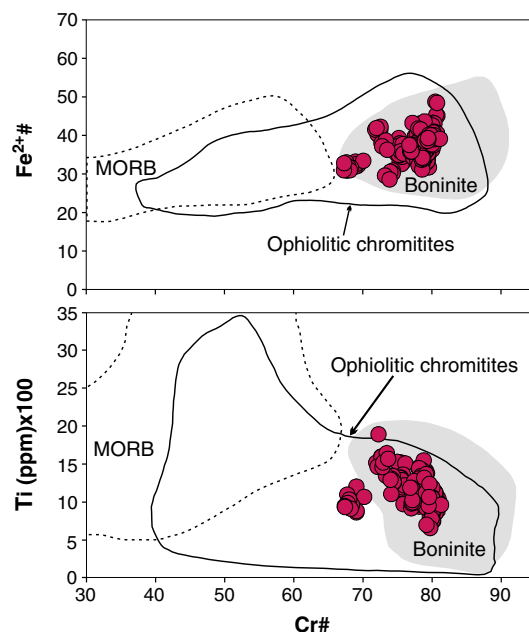 70
60
50
40
30
20
10
0
Fe²⁺#
MORB
Boninite
Ophiolitic chromitites
35
30
25
20
15
10
5
0
Ti (ppm)x100
Ophiolitic chromitites
MORB
Boninite
30 40 50 60 70 80 90
Cr#